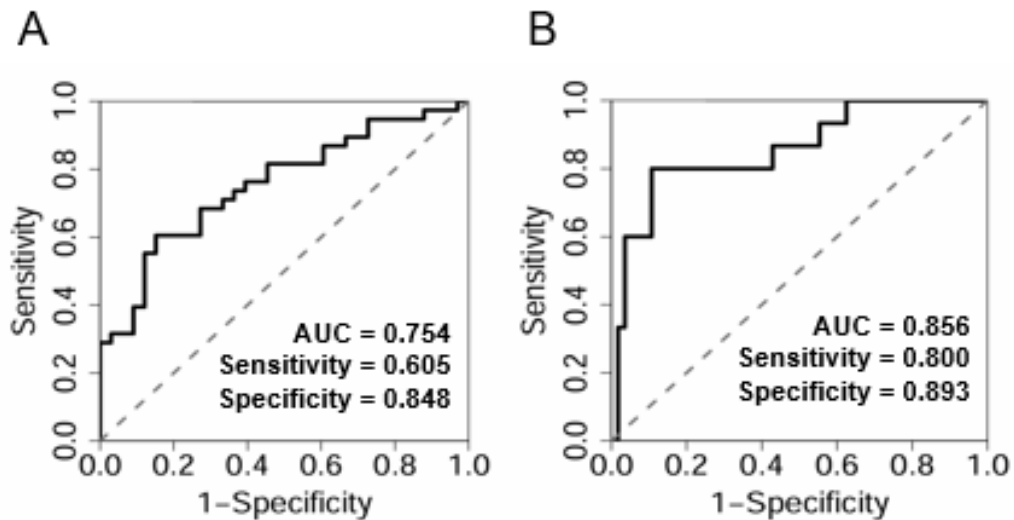 A
B
1.0
0.8
0.6
0.4
0.2
0.0
Sensitivity
AUC = 0.754
Sensitivity = 0.605
Specificity = 0.848
0.0 0.2 0.4 0.6 0.8 1.0
1-Specificity
1.0
0.8
0.6
0.4
0.2
0.0
Sensitivity
AUC = 0.856
Sensitivity = 0.800
Specificity = 0.893
0.0 0.2 0.4 0.6 0.8 1.0
1-Specificity